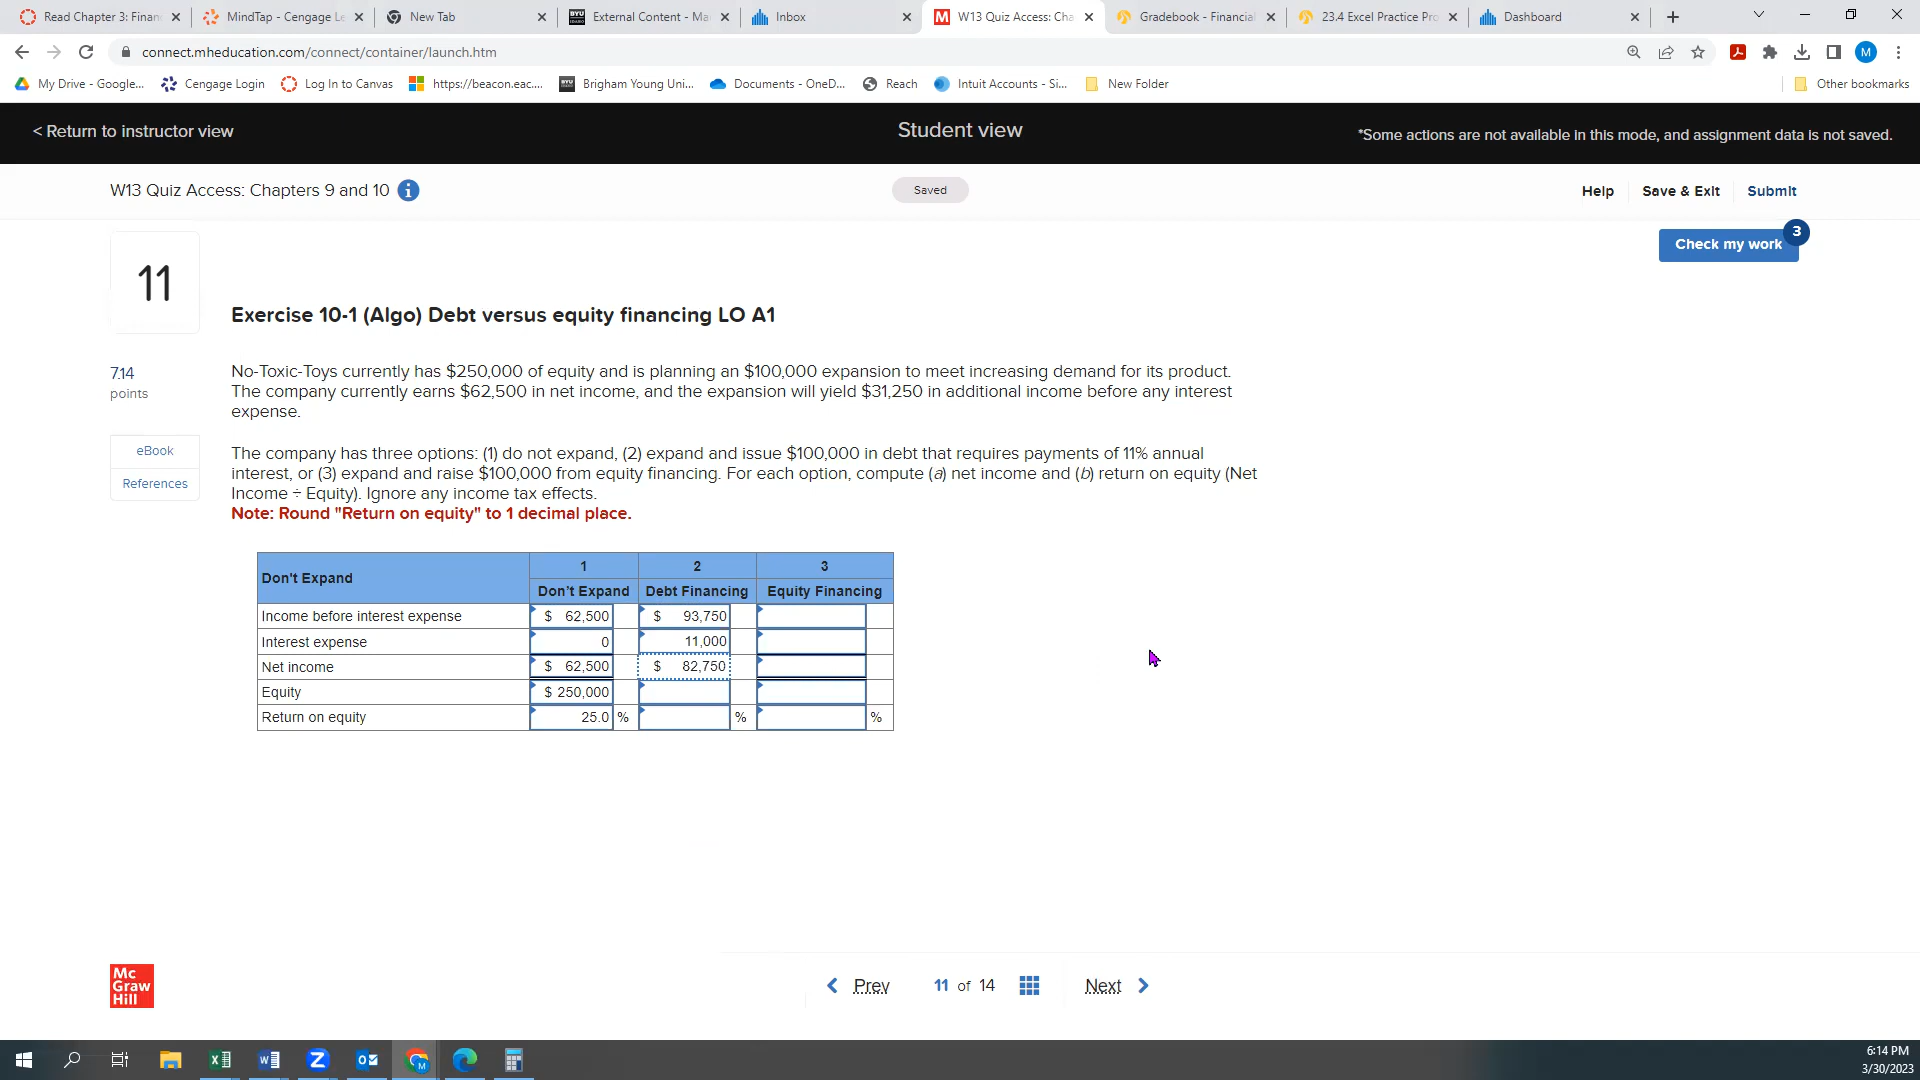 Read Chapter 3: Finan
MindTap - Cengage Le
New Tab
External Content - Ma
Inbox
W13 Quiz Access: Cha
Gradebook - Financial
23.4 Excel Practice Pro
Dashboard
connect.mheducation.com/connect/container/launch.htm
M
My Drive - Google...
Cengage Login
Log In to Canvas
https://beacon.eac....
Brigham Young Uni...
Documents - OneD...
Reach
Intuit Accounts - Si...
New Folder
Other bookmarks
< Return to instructor view
Student view
*Some actions are not available in this mode, and assignment data is not saved.
W13 Quiz Access: Chapters 9 and 10
i
Saved
Help
Save & Exit
Submit
Check my work
3
11
Exercise 10-1 (Algo) Debt versus equity financing LO A1
7.14
points
eBook
References
No-Toxic-Toys currently has $250,000 of equity and is planning an $100,000 expansion to meet increasing demand for its product.
The company currently earns $62,500 in net income, and the expansion will yield $31,250 in additional income before any interest
expense.
The company has three options: (1) do not expand, (2) expand and issue $100,000 in debt that requires payments of 11% annual
interest, or (3) expand and raise $100,000 from equity financing. For each option, compute (a) net income and (b) return on equity (Net
Income ÷ Equity). Ignore any income tax effects.
Note: Round "Return on equity" to 1 decimal place.
Don't Expand
1 2 3
Don't Expand Debt Financing Equity Financing
Income before interest expense $ 62,500 $ 93,750
Interest expense 0 11,000
Net income $ 62,500 $ 82,750
Equity $ 250,000
Return on equity 25.0 % % %
Mc
Graw
Hill
Prev
11 of 14
Next
6:14 PM
3/30/2023